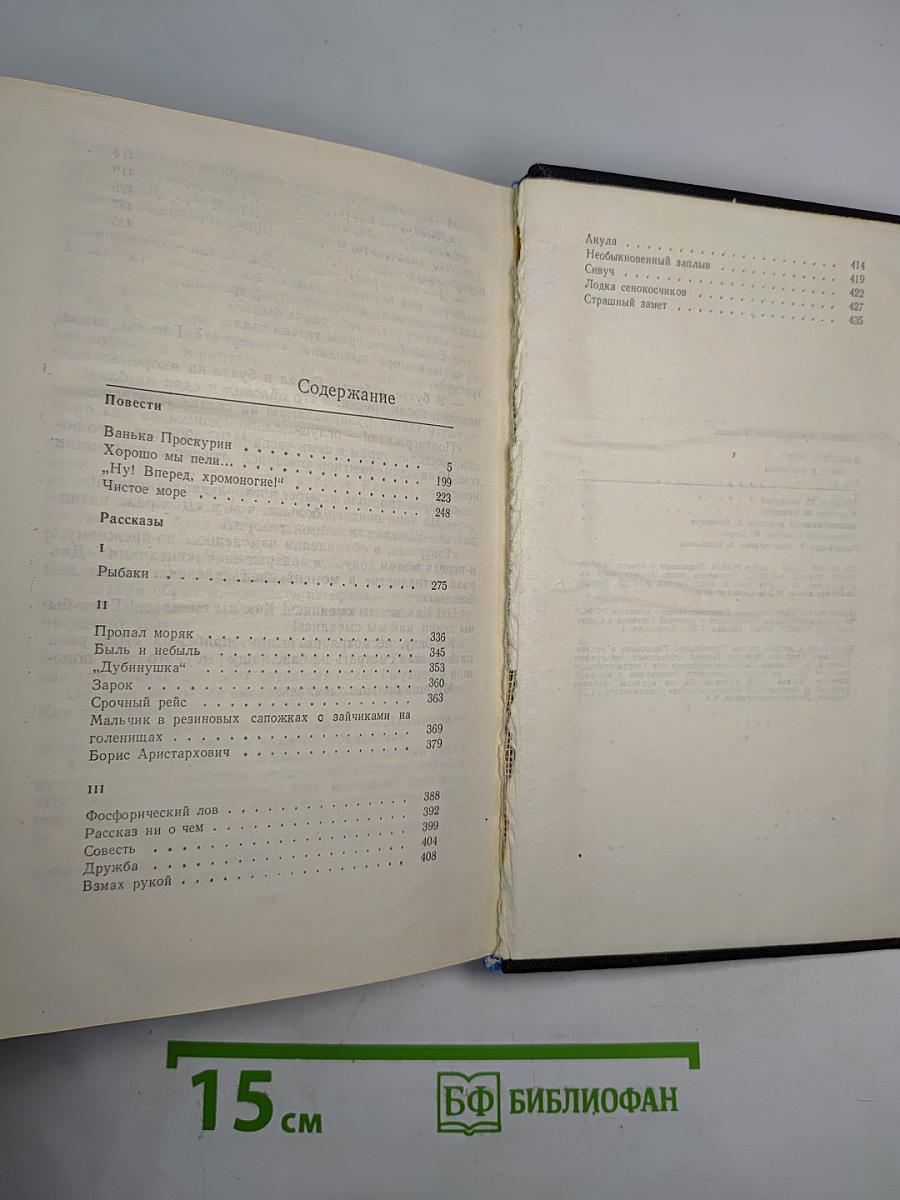 Содержание
Повести
Ванька Проскурин . . . . . . . . . . . 5
Хорошо мы пели... . . . . . . . . . . . 199
„Ну! Вперед, хромоногие!“ . . . . . . . . 223
Чистое море . . . . . . . . . . . . . 248
Рассказы
I
Рыбаки . . . . . . . . . . . . . . . 275
II
Пропал моряк . . . . . . . . . . . . 336
Быль и небыль . . . . . . . . . . . . 345
„Дубинушка“ . . . . . . . . . . . . . 353
Зарок . . . . . . . . . . . . . . . 360
Срочный рейс . . . . . . . . . . . . 363
Мальчик в резиновых сапожках с зайчиками на
голенищах . . . . . . . . . . . . . . 369
Борис Аристархович . . . . . . . . . . 379
III
Фосфорический лов . . . . . . . . . . 388
Рассказ ни о чем . . . . . . . . . . . 392
Совесть . . . . . . . . . . . . . . 399
Дружба . . . . . . . . . . . . . . . 404
Взмах рукой . . . . . . . . . . . . . 408
Акула . . . . . . . . . . . . . . . 414
Необыкновенный заплыв . . . . . . . . . 419
Сивуч . . . . . . . . . . . . . . . 422
Лодка сенокосчиков . . . . . . . . . . 427
Страшный замет . . . . . . . . . . . . 435
15 см
БФ БИБЛИОФАН